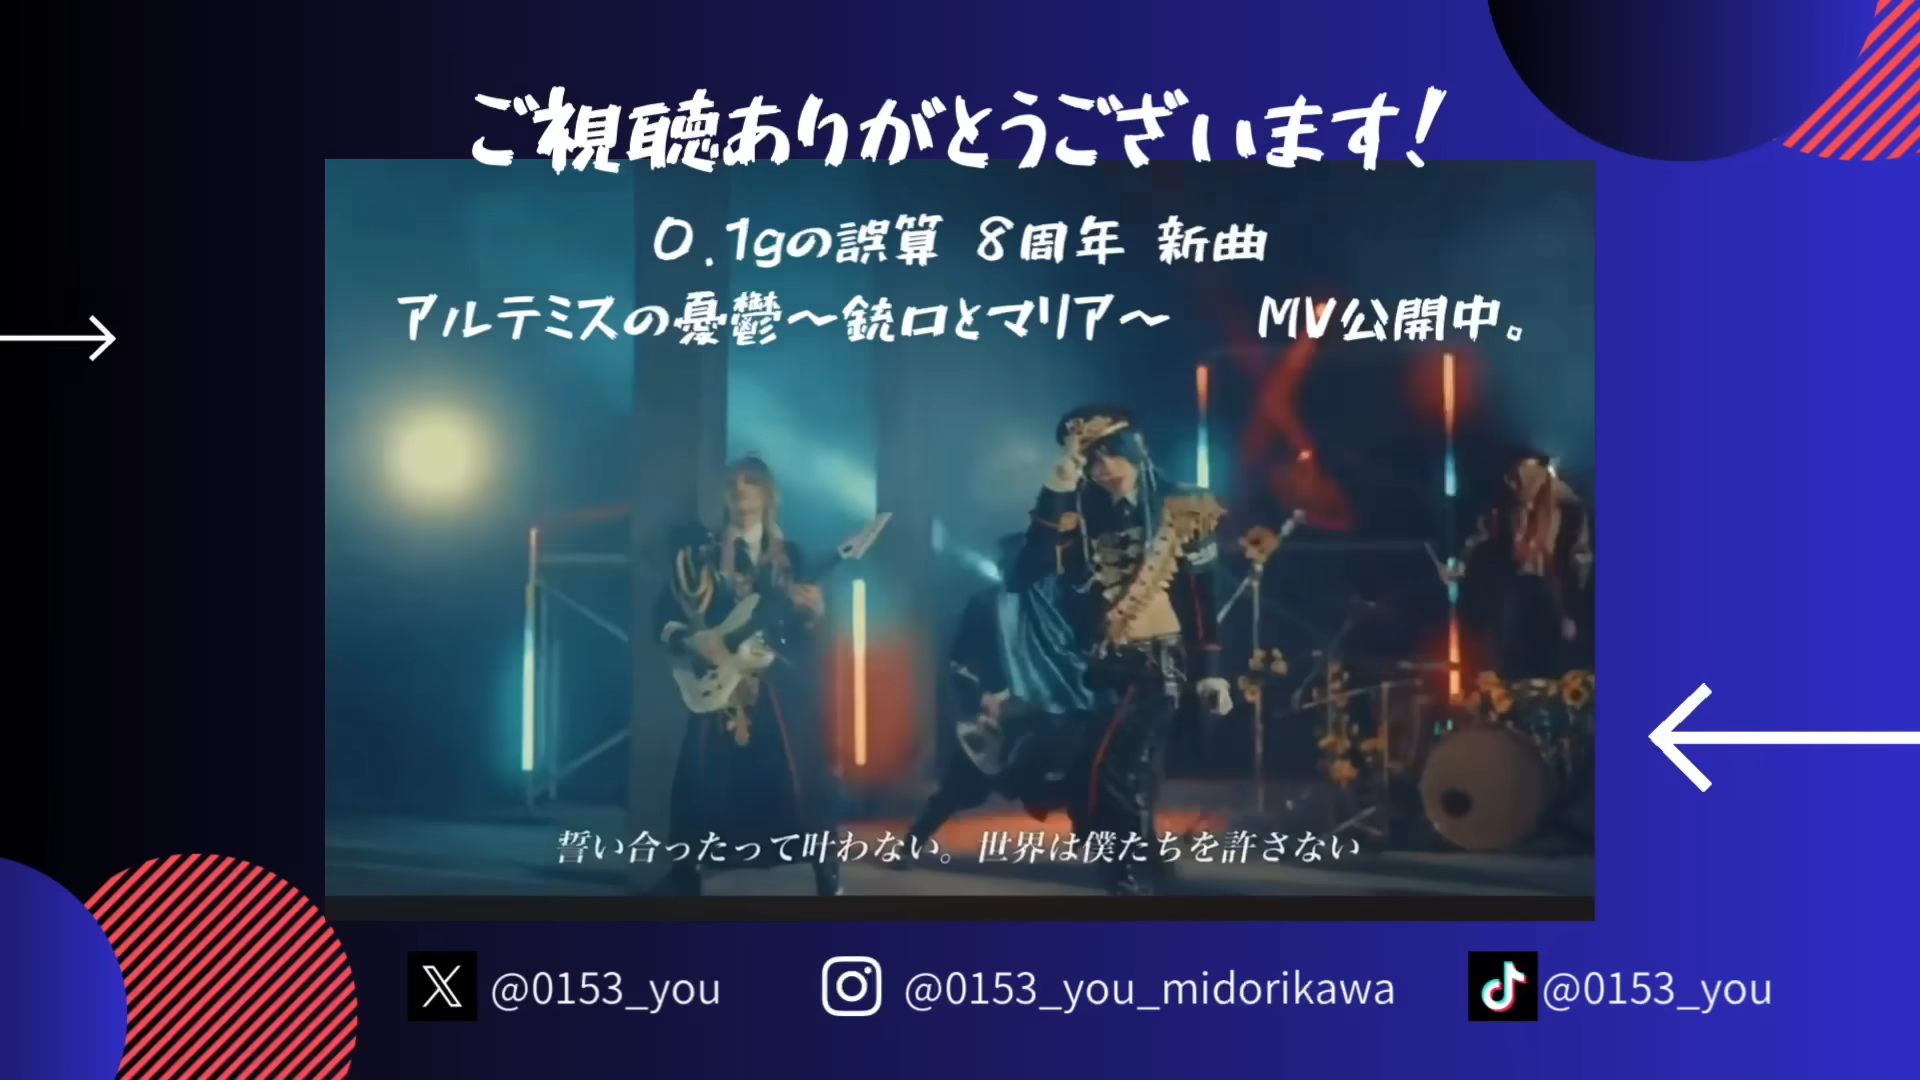 ご視聴ありがとうございます！
0.1gの誤算 8周年 新曲
アルテミスの憂鬱～銃口とマリア～ MV公開中。
誓い合ったって叶わない。世界は僕たちを許さない
@0153_you @0153_you_midorikawa @0153_you